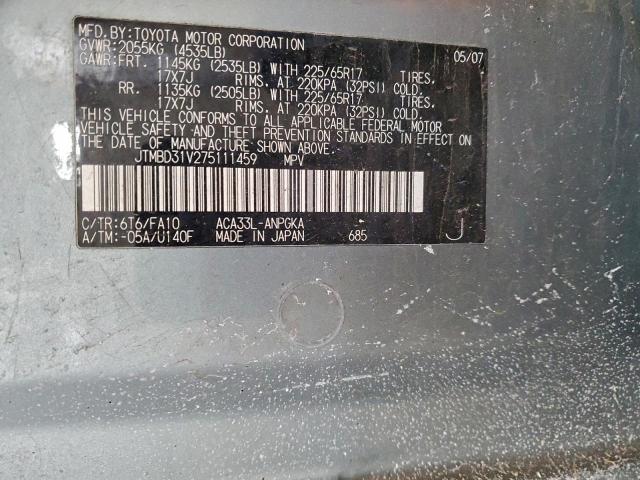 MFD.BY:TOYOTA MOTOR CORPORATION 05/07
GVWR:2055KG (4535LB)
GAWR:FRT. 1145KG (2535LB) WITH 225/65R17 TIRES,
17X7J RIMS, AT 220KPA (32PSI) COLD.
RR. 1135KG (2505LB) WITH 225/65R17 TIRES,
17X7J RIMS, AT 220KPA (32PSI) COLD.
THIS VEHICLE CONFORMS TO ALL APPLICABLE FEDERAL MOTOR
VEHICLE SAFETY AND THEFT PREVENTION STANDARDS IN EFFECT ON
THE DATE OF MANUFACTURE SHOWN ABOVE.
JTMBD31V275111459 MPV
C/TR:6T6/FA10 ACA33L-ANPGKA
A/TM:-05A/U140F MADE IN JAPAN 685 J